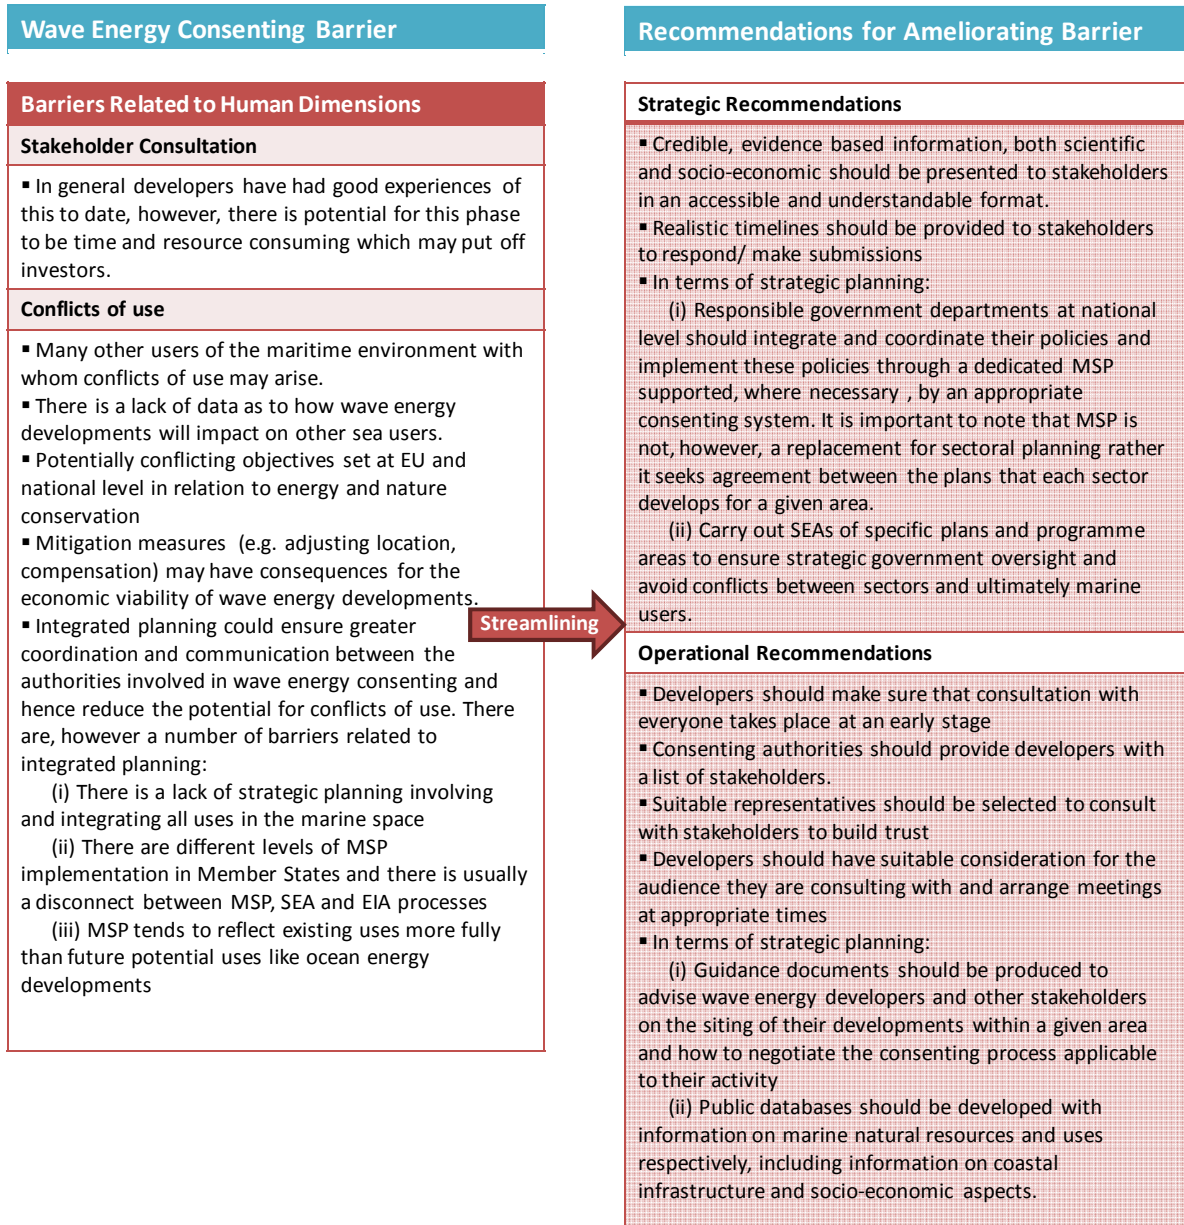 Wave Energy Consenting Barrier
Barriers Related to Human Dimensions
Stakeholder Consultation
▪ In general developers have had good experiences of
this to date, however, there is potential for this phase
to be time and resource consuming which may put off
investors.
Conflicts of use
▪ Many other users of the maritime environment with
whom conflicts of use may arise.
▪ There is a lack of data as to how wave energy
developments will impact on other sea users.
▪ Potentially conflicting objectives set at EU and
national level in relation to energy and nature
conservation
▪ Mitigation measures (e.g. adjusting location,
compensation) may have consequences for the
economic viability of wave energy developments.
▪ Integrated planning could ensure greater
coordination and communication between the
authorities involved in wave energy consenting and
hence reduce the potential for conflicts of use. There
are, however a number of barriers related to
integrated planning:
(i) There is a lack of strategic planning involving
and integrating all uses in the marine space
(ii) There are different levels of MSP
implementation in Member States and there is usually
a disconnect between MSP, SEA and EIA processes
(iii) MSP tends to reflect existing uses more fully
than future potential uses like ocean energy
developments
Streamlining
Recommendations for Ameliorating Barrier
Strategic Recommendations
▪ Credible, evidence based information, both scientific
and socio-economic should be presented to stakeholders
in an accessible and understandable format.
▪ Realistic timelines should be provided to stakeholders
to respond/ make submissions
▪ In terms of strategic planning:
(i) Responsible government departments at national
level should integrate and coordinate their policies and
implement these policies through a dedicated MSP
supported, where necessary , by an appropriate
consenting system. It is important to note that MSP is
not, however, a replacement for sectoral planning rather
it seeks agreement between the plans that each sector
develops for a given area.
(ii) Carry out SEAs of specific plans and programme
areas to ensure strategic government oversight and
avoid conflicts between sectors and ultimately marine
users.
Operational Recommendations
▪ Developers should make sure that consultation with
everyone takes place at an early stage
▪ Consenting authorities should provide developers with
a list of stakeholders.
▪ Suitable representatives should be selected to consult
with stakeholders to build trust
▪ Developers should have suitable consideration for the
audience they are consulting with and arrange meetings
at appropriate times
▪ In terms of strategic planning:
(i) Guidance documents should be produced to
advise wave energy developers and other stakeholders
on the siting of their developments within a given area
and how to negotiate the consenting process applicable
to their activity
(ii) Public databases should be developed with
information on marine natural resources and uses
respectively, including information on coastal
infrastructure and socio-economic aspects.